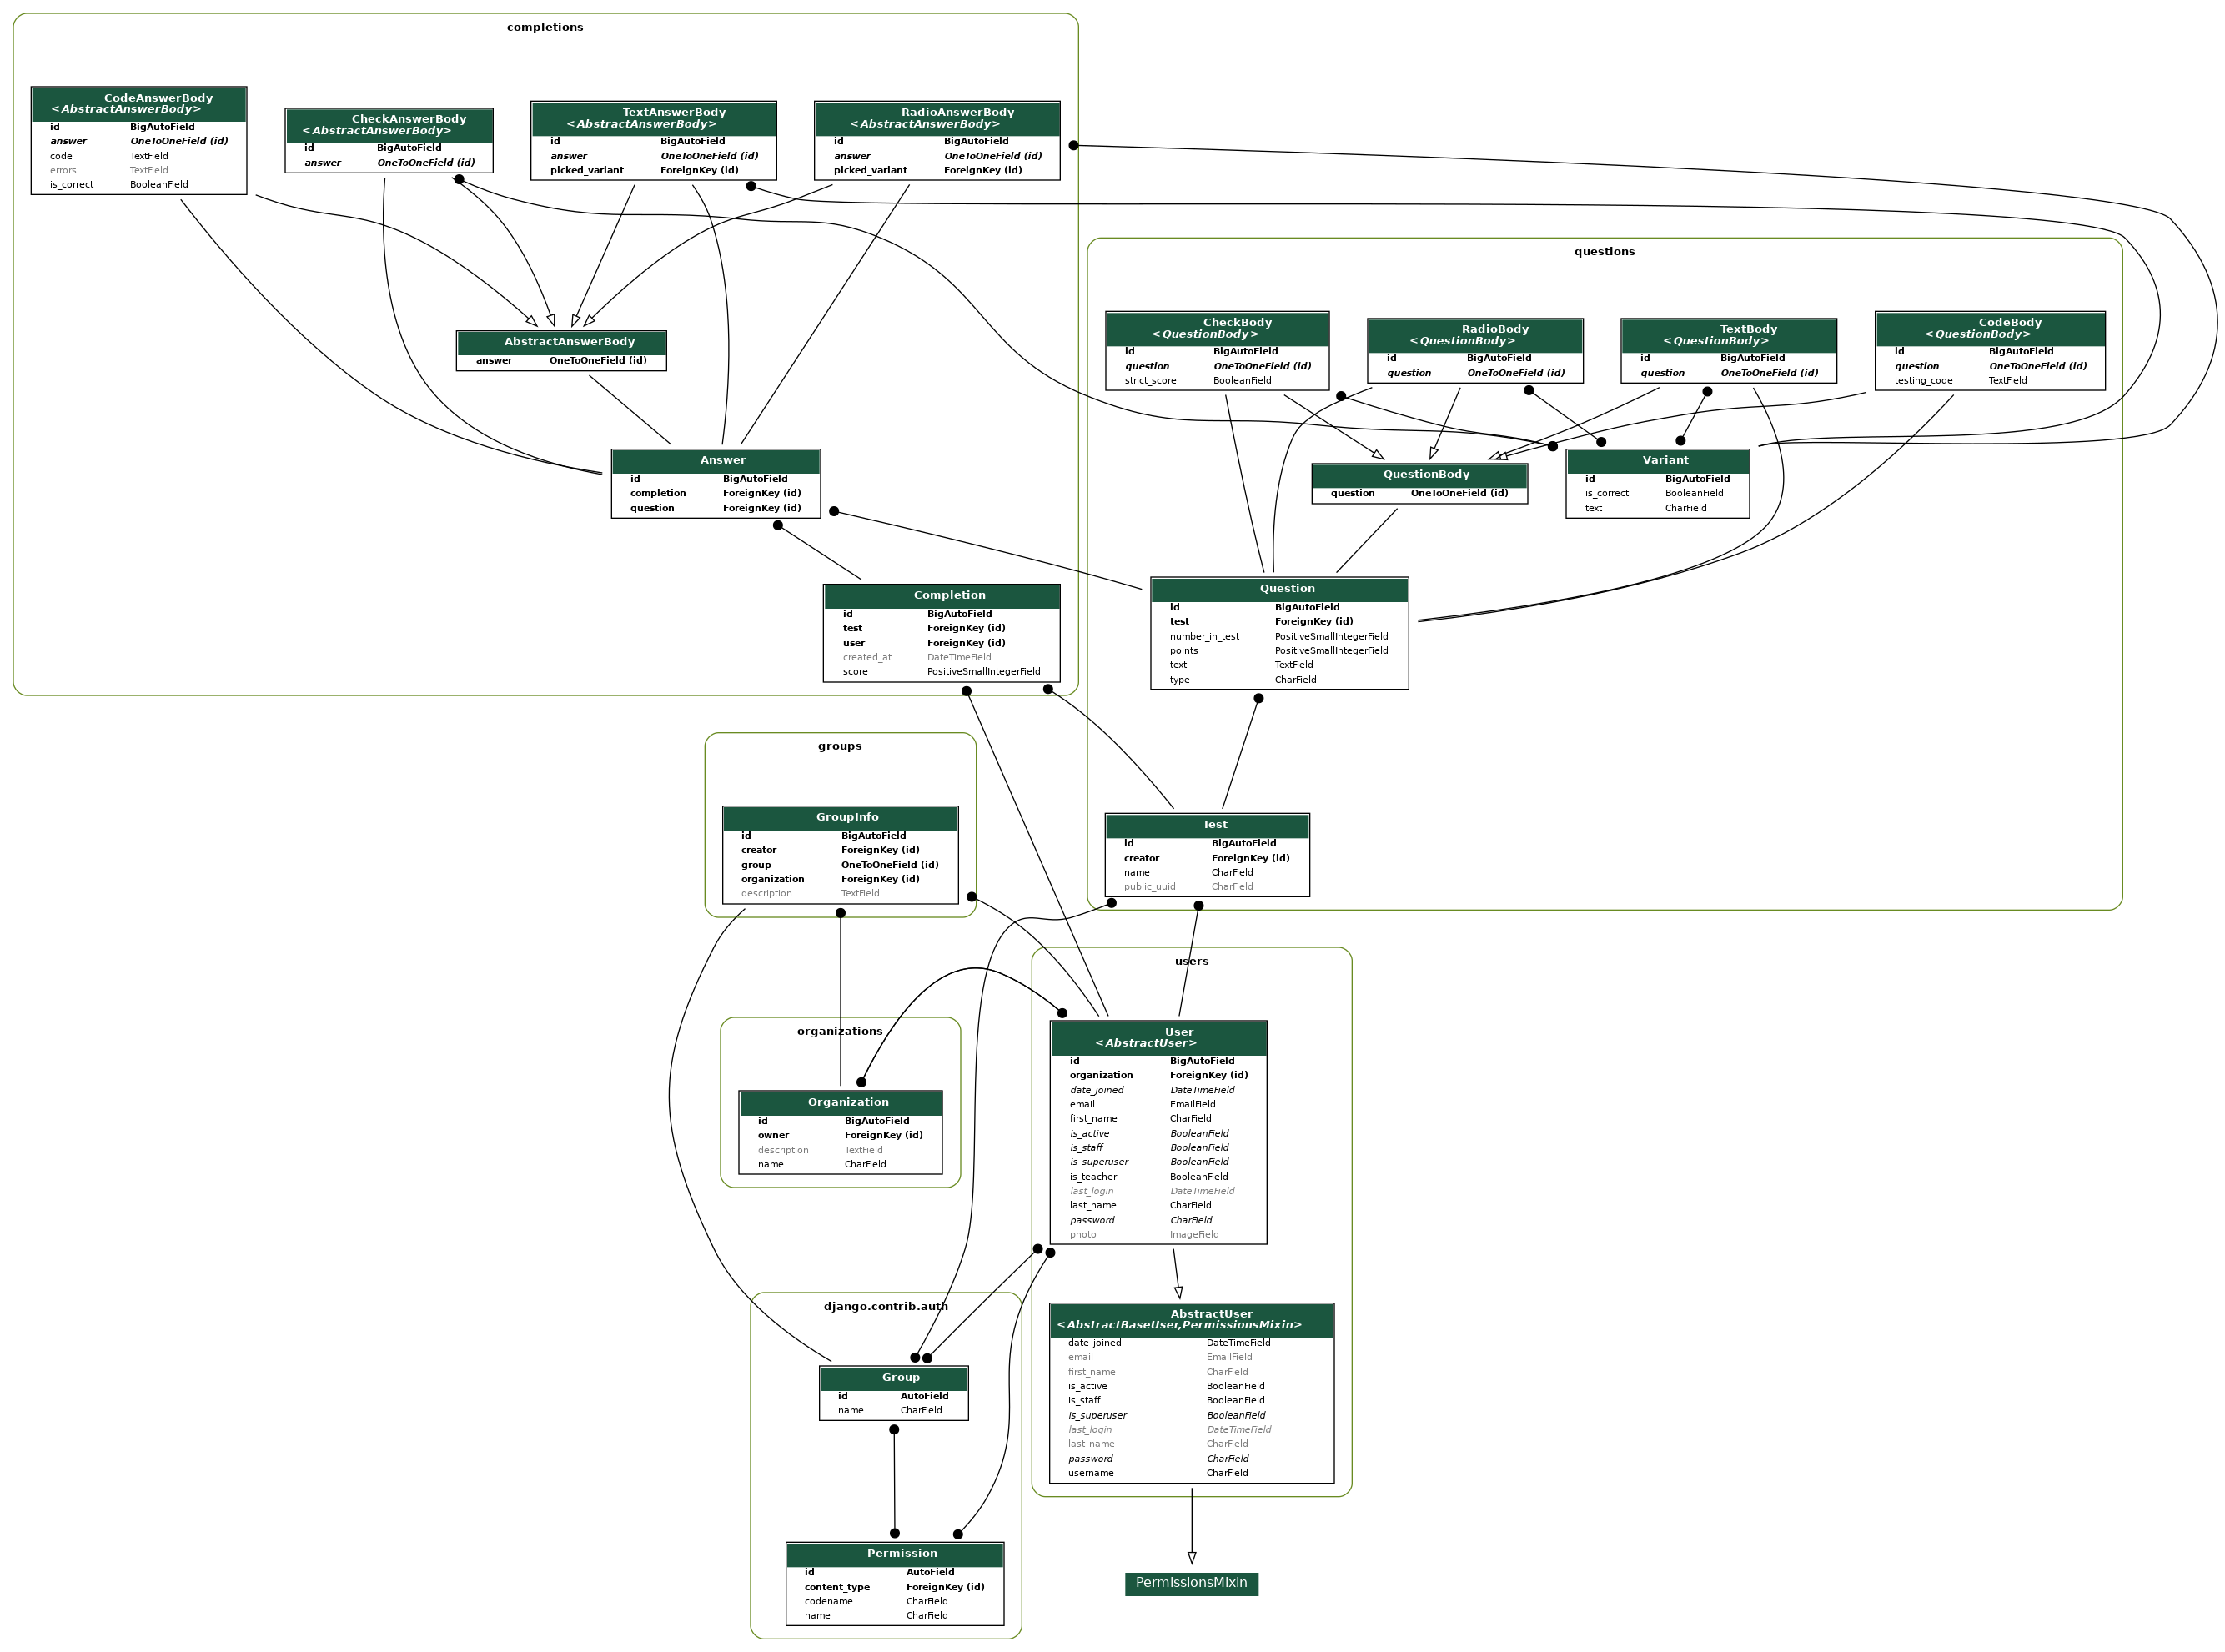 completions
CodeAnswerBody
<AbstractAnswerBody>
id BigAutoField
answer OneToOneField (id)
code TextField
errors TextField
is_correct BooleanField
CheckAnswerBody
<AbstractAnswerBody>
id BigAutoField
answer OneToOneField (id)
TextAnswerBody
<AbstractAnswerBody>
id BigAutoField
answer OneToOneField (id)
picked_variant ForeignKey (id)
RadioAnswerBody
<AbstractAnswerBody>
id BigAutoField
answer OneToOneField (id)
picked_variant ForeignKey (id)
AbstractAnswerBody
answer OneToOneField (id)
Answer
id BigAutoField
completion ForeignKey (id)
question ForeignKey (id)
Completion
id BigAutoField
test ForeignKey (id)
user ForeignKey (id)
created_at DateTimeField
score PositiveSmallIntegerField
questions
CheckBody
<QuestionBody>
id BigAutoField
question OneToOneField (id)
strict_score BooleanField
RadioBody
<QuestionBody>
id BigAutoField
question OneToOneField (id)
TextBody
<QuestionBody>
id BigAutoField
question OneToOneField (id)
CodeBody
<QuestionBody>
id BigAutoField
question OneToOneField (id)
testing_code TextField
QuestionBody
question OneToOneField (id)
Variant
id BigAutoField
is_correct BooleanField
text CharField
Question
id BigAutoField
test ForeignKey (id)
number_in_test PositiveSmallIntegerField
points PositiveSmallIntegerField
text TextField
type CharField
Test
id BigAutoField
creator ForeignKey (id)
name CharField
public_uuid CharField
groups
GroupInfo
id BigAutoField
creator ForeignKey (id)
group OneToOneField (id)
organization ForeignKey (id)
description TextField
organizations
Organization
id BigAutoField
owner ForeignKey (id)
description TextField
name CharField
users
User
<AbstractUser>
id BigAutoField
organization ForeignKey (id)
date_joined DateTimeField
email EmailField
first_name CharField
is_active BooleanField
is_staff BooleanField
is_superuser BooleanField
is_teacher BooleanField
last_login DateTimeField
last_name CharField
password CharField
photo ImageField
AbstractUser
<AbstractBaseUser,PermissionsMixin>
date_joined DateTimeField
email EmailField
first_name CharField
is_active BooleanField
is_staff BooleanField
is_superuser BooleanField
last_login DateTimeField
last_name CharField
password CharField
username CharField
django.contrib.auth
Group
id AutoField
name CharField
Permission
id AutoField
content_type ForeignKey (id)
codename CharField
name CharField
PermissionsMixin